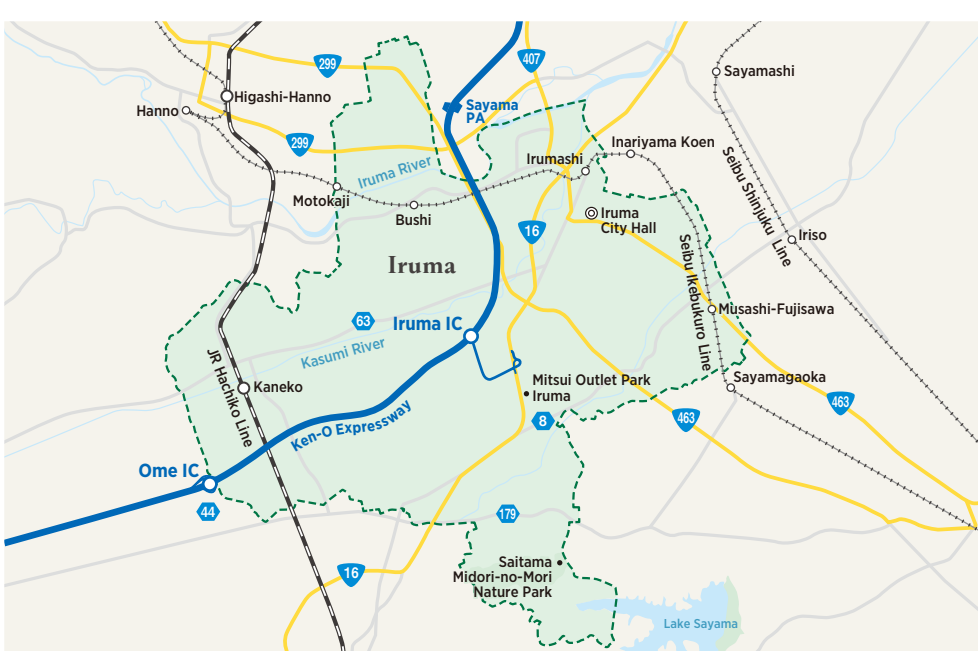 299
407
Sayamashi
Higashi-Hanno
Sayama
PA
Hanno
299
Inariyama Koen
Irumashi
Iruma River
Seibu Shinjuku Line
Motokaji
Bushi
Iruma
City Hall
16
Iriso
Seibu Ikebukuro Line
Iruma
Musashi-Fujisawa
63
Iruma IC
Kasumi River
JR Hachiko Line
Kaneko
Mitsui Outlet Park
Iruma
Sayamagaoka
463
8
463
Ken-O Expressway
Ome IC
44
179
Saitama
Midori-no-Mori
Nature Park
16
Lake Sayama